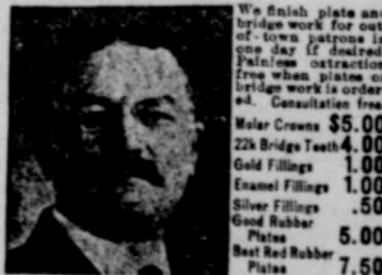 We finish plate and
bridge work for out
of-town patrons in
one day if desired.
Painless extraction
free when plates or
bridge work is order
ed. Consultation free
Molar Crowns $5.00
22k Bridge Teeth 4.00
Gold Fillings 1.00
Enamel Fillings 1.00
Silver Fillings .50
Good Rubber
Plates 5.00
Best Red Rubber
Plates 7.50